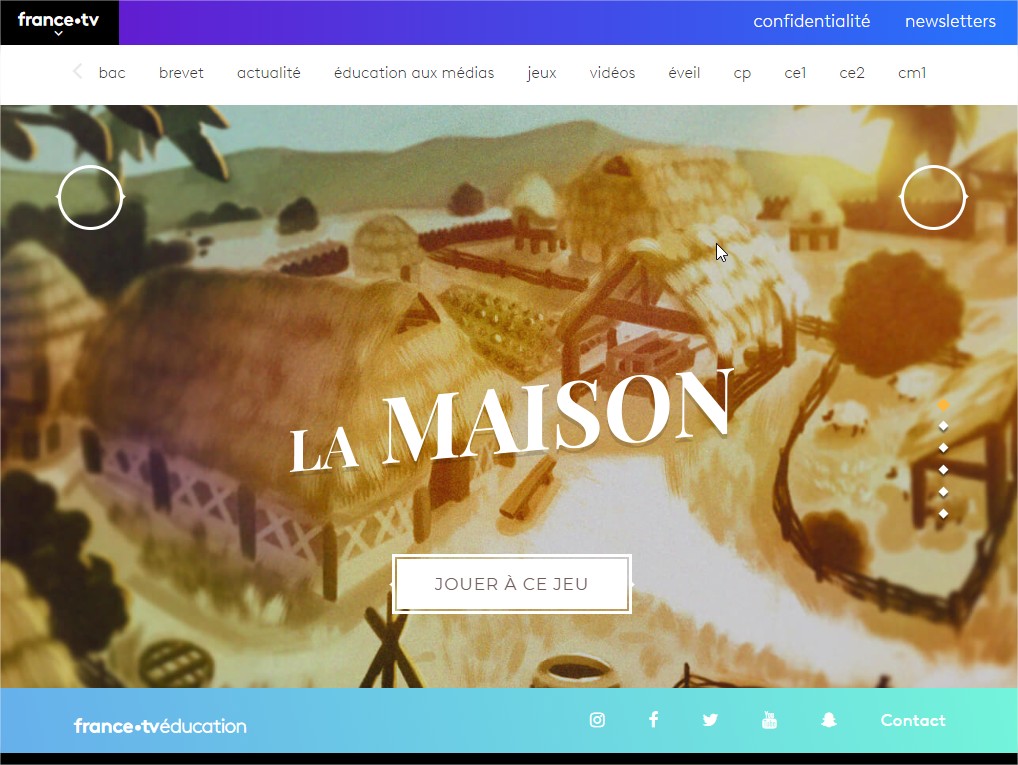 france•tv
confidentialité newsletters
bac brevet actualité éducation aux médias jeux vidéos éveil cp ce1 ce2 cm1
LA MAISON
JOUER À CE JEU
france•tvéducation
Contact